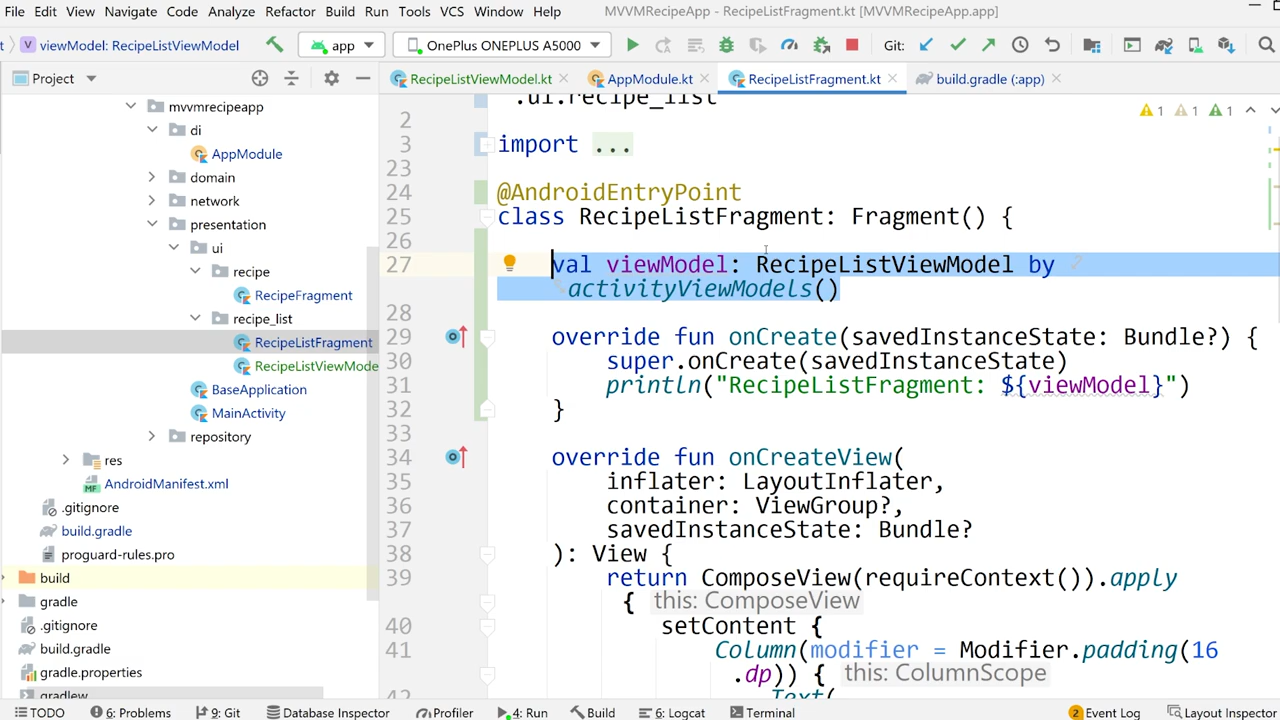 File Edit View Navigate Code Analyze Refactor Build Run Tools VCS Window Help MVVMRecipeApp - RecipeListFragment.kt [MVVMRecipeApp.app]
viewModel: RecipeListViewModel app OnePlus ONEPLUS A5000 Git:
Project RecipeListViewModel.kt AppModule.kt RecipeListFragment.kt build.gradle (:app)
mvvmrecipeapp
di
AppModule
domain
network
presentation
ui
recipe
RecipeFragment
recipe_list
RecipeListFragment
RecipeListViewMode
BaseApplication
MainActivity
repository
res
AndroidManifest.xml
.gitignore
build.gradle
proguard-rules.pro
build
gradle
.gitignore
build.gradle
gradle.properties
gradlew
1 1 1
.ui.recipe_list
2
3 import ...
23
24 @AndroidEntryPoint
25 class RecipeListFragment: Fragment() {
26
27 val viewModel: RecipeListViewModel by
activityViewModels()
28
29 override fun onCreate(savedInstanceState: Bundle?) {
30 super.onCreate(savedInstanceState)
31 println("RecipeListFragment: ${viewModel}")
32 }
33
34 override fun onCreateView(
35 inflater: LayoutInflater,
36 container: ViewGroup?,
37 savedInstanceState: Bundle?
38 ): View {
39 return ComposeView(requireContext()).apply
{ this: ComposeView
40 setContent {
41 Column(modifier = Modifier.padding(16
.dp)) { this: ColumnScope
42 Text(
TODO 6: Problems 9: Git Database Inspector Profiler 4: Run Build 6: Logcat Terminal 2 Event Log Layout Inspector